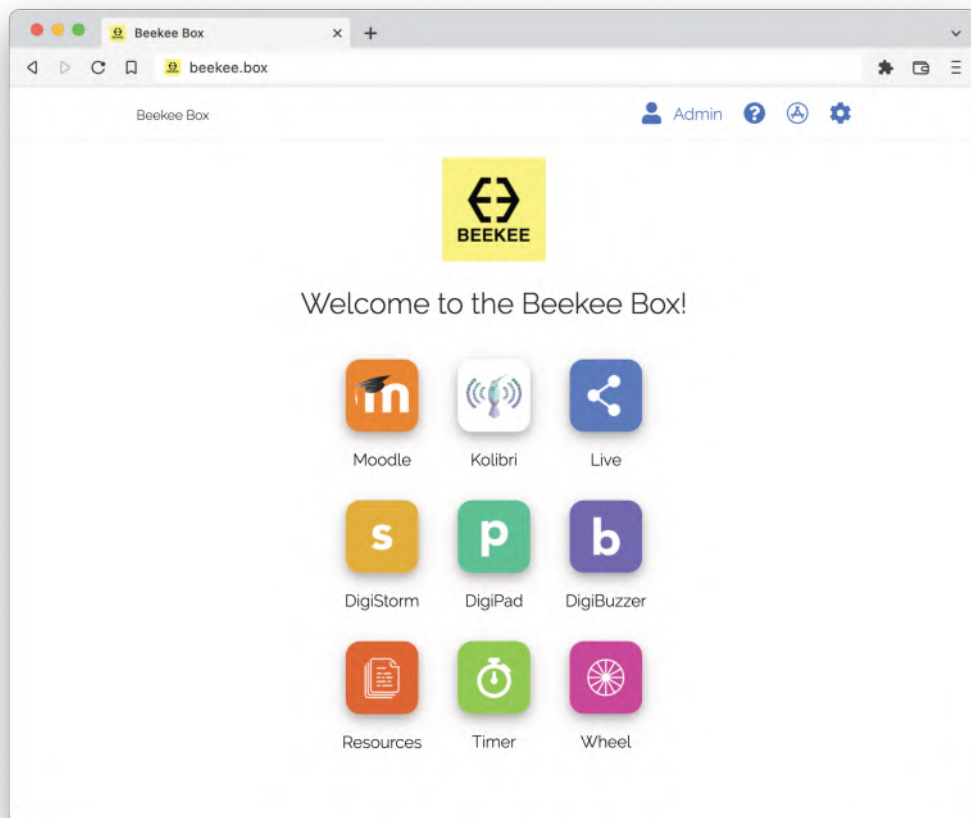 Beekee Box
beekee.box
Beekee Box Admin
BEEKEE
Welcome to the Beekee Box!
m
Moodle Kolibri Live
s p b
DigiStorm DigiPad DigiBuzzer
Resources Timer Wheel